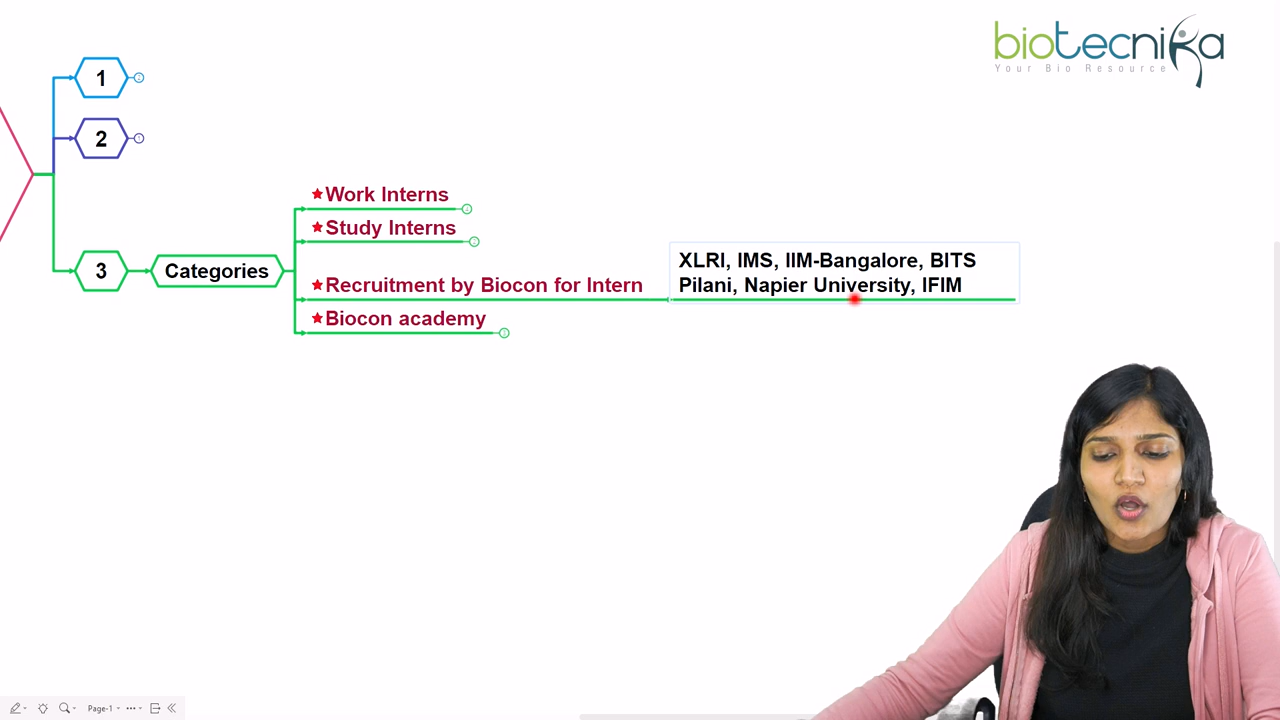 biotecnika
Your Bio Resource
1
2
Work Interns
Study Interns
3
Categories
Recruitment by Biocon for Intern
XLRI, IMS, IIM-Bangalore, BITS
Pilani, Napier University, IFIM
Biocon academy
Page-1